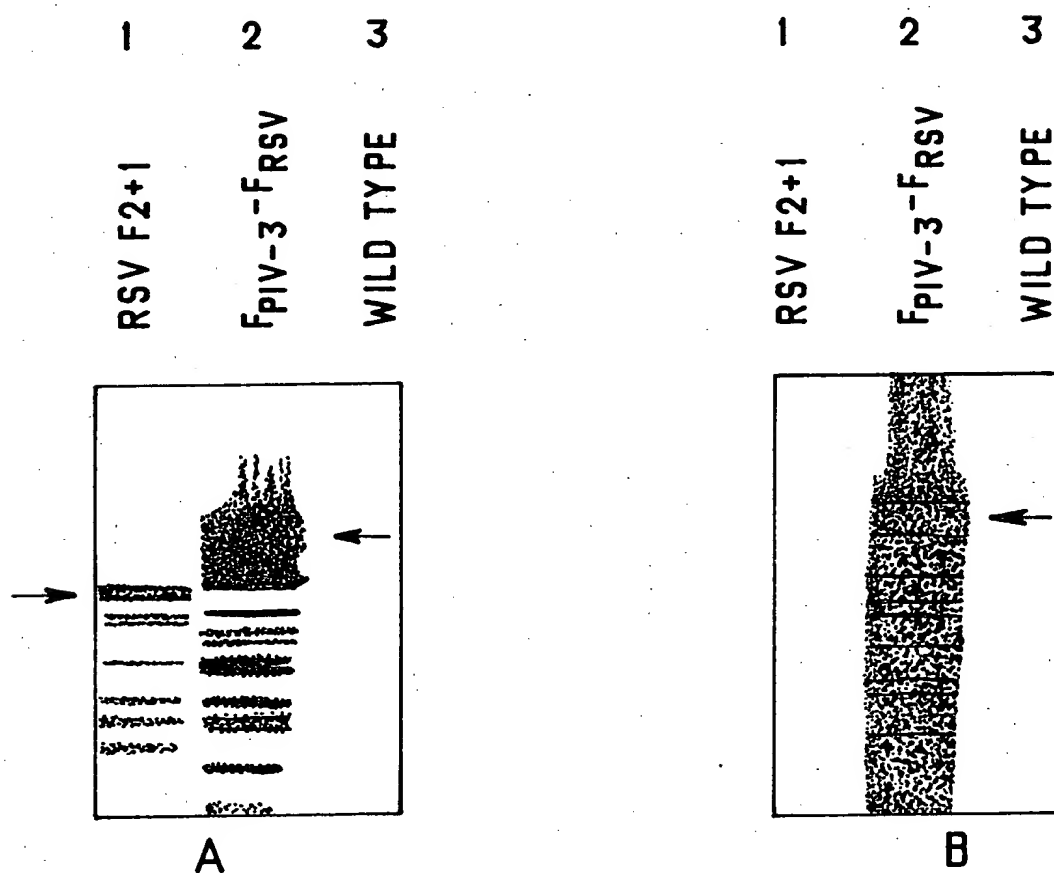 1 2 3
RSV F2+1
FPIV-3-FRSV
WILD TYPE
A
1 2 3
RSV F2+1
FPIV-3-FRSV
WILD TYPE
B